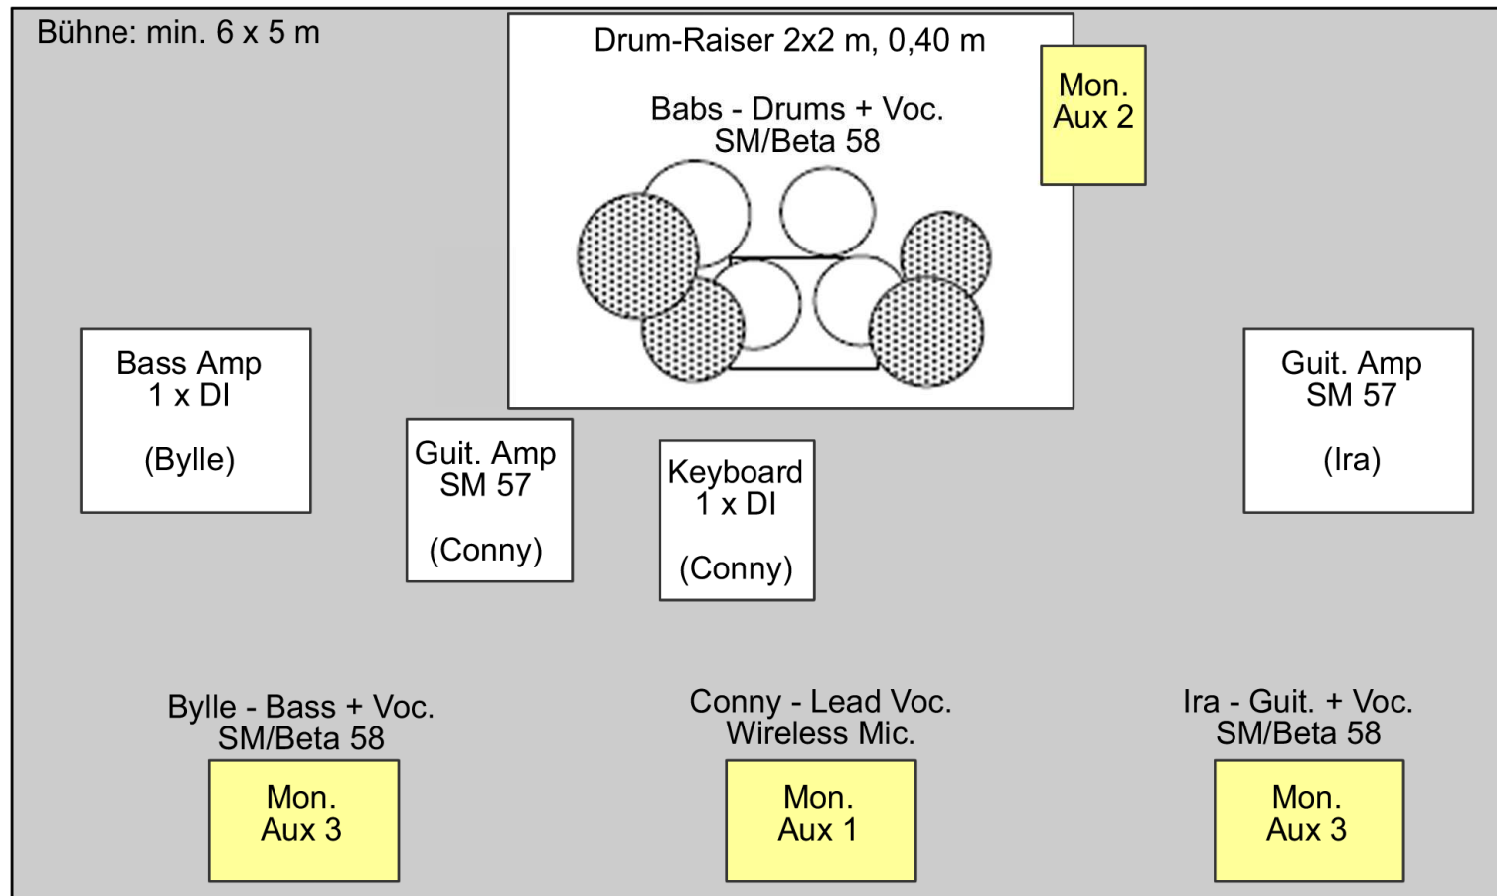 Bühne: min. 6 x 5 m
Drum-Raiser 2x2 m, 0,40 m
Mon.
Aux 2
Babs - Drums + Voc.
SM/Beta 58
Bass Amp
1 x DI
(Bylle)
Guit. Amp
SM 57
(Conny)
Keyboard
1 x DI
(Conny)
Guit. Amp
SM 57
(Ira)
Bylle - Bass + Voc.
SM/Beta 58
Mon.
Aux 3
Conny - Lead Voc.
Wireless Mic.
Mon.
Aux 1
Ira - Guit. + Voc.
SM/Beta 58
Mon.
Aux 3